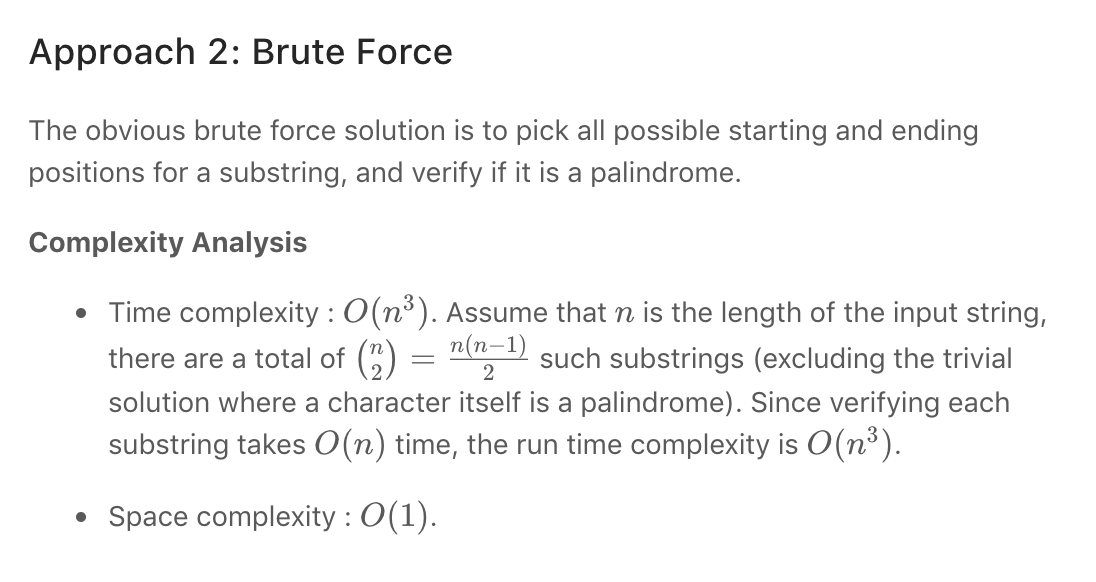 Approach 2: Brute Force
The obvious brute force solution is to pick all possible starting and ending
positions for a substring, and verify if it is a palindrome.
Complexity Analysis
• Time complexity : $O(n^3)$. Assume that $n$ is the length of the input string,
there are a total of $\binom{n}{2} = \frac{n(n-1)}{2}$ such substrings (excluding the trivial
solution where a character itself is a palindrome). Since verifying each
substring takes $O(n)$ time, the run time complexity is $O(n^3)$.
• Space complexity : $O(1)$.